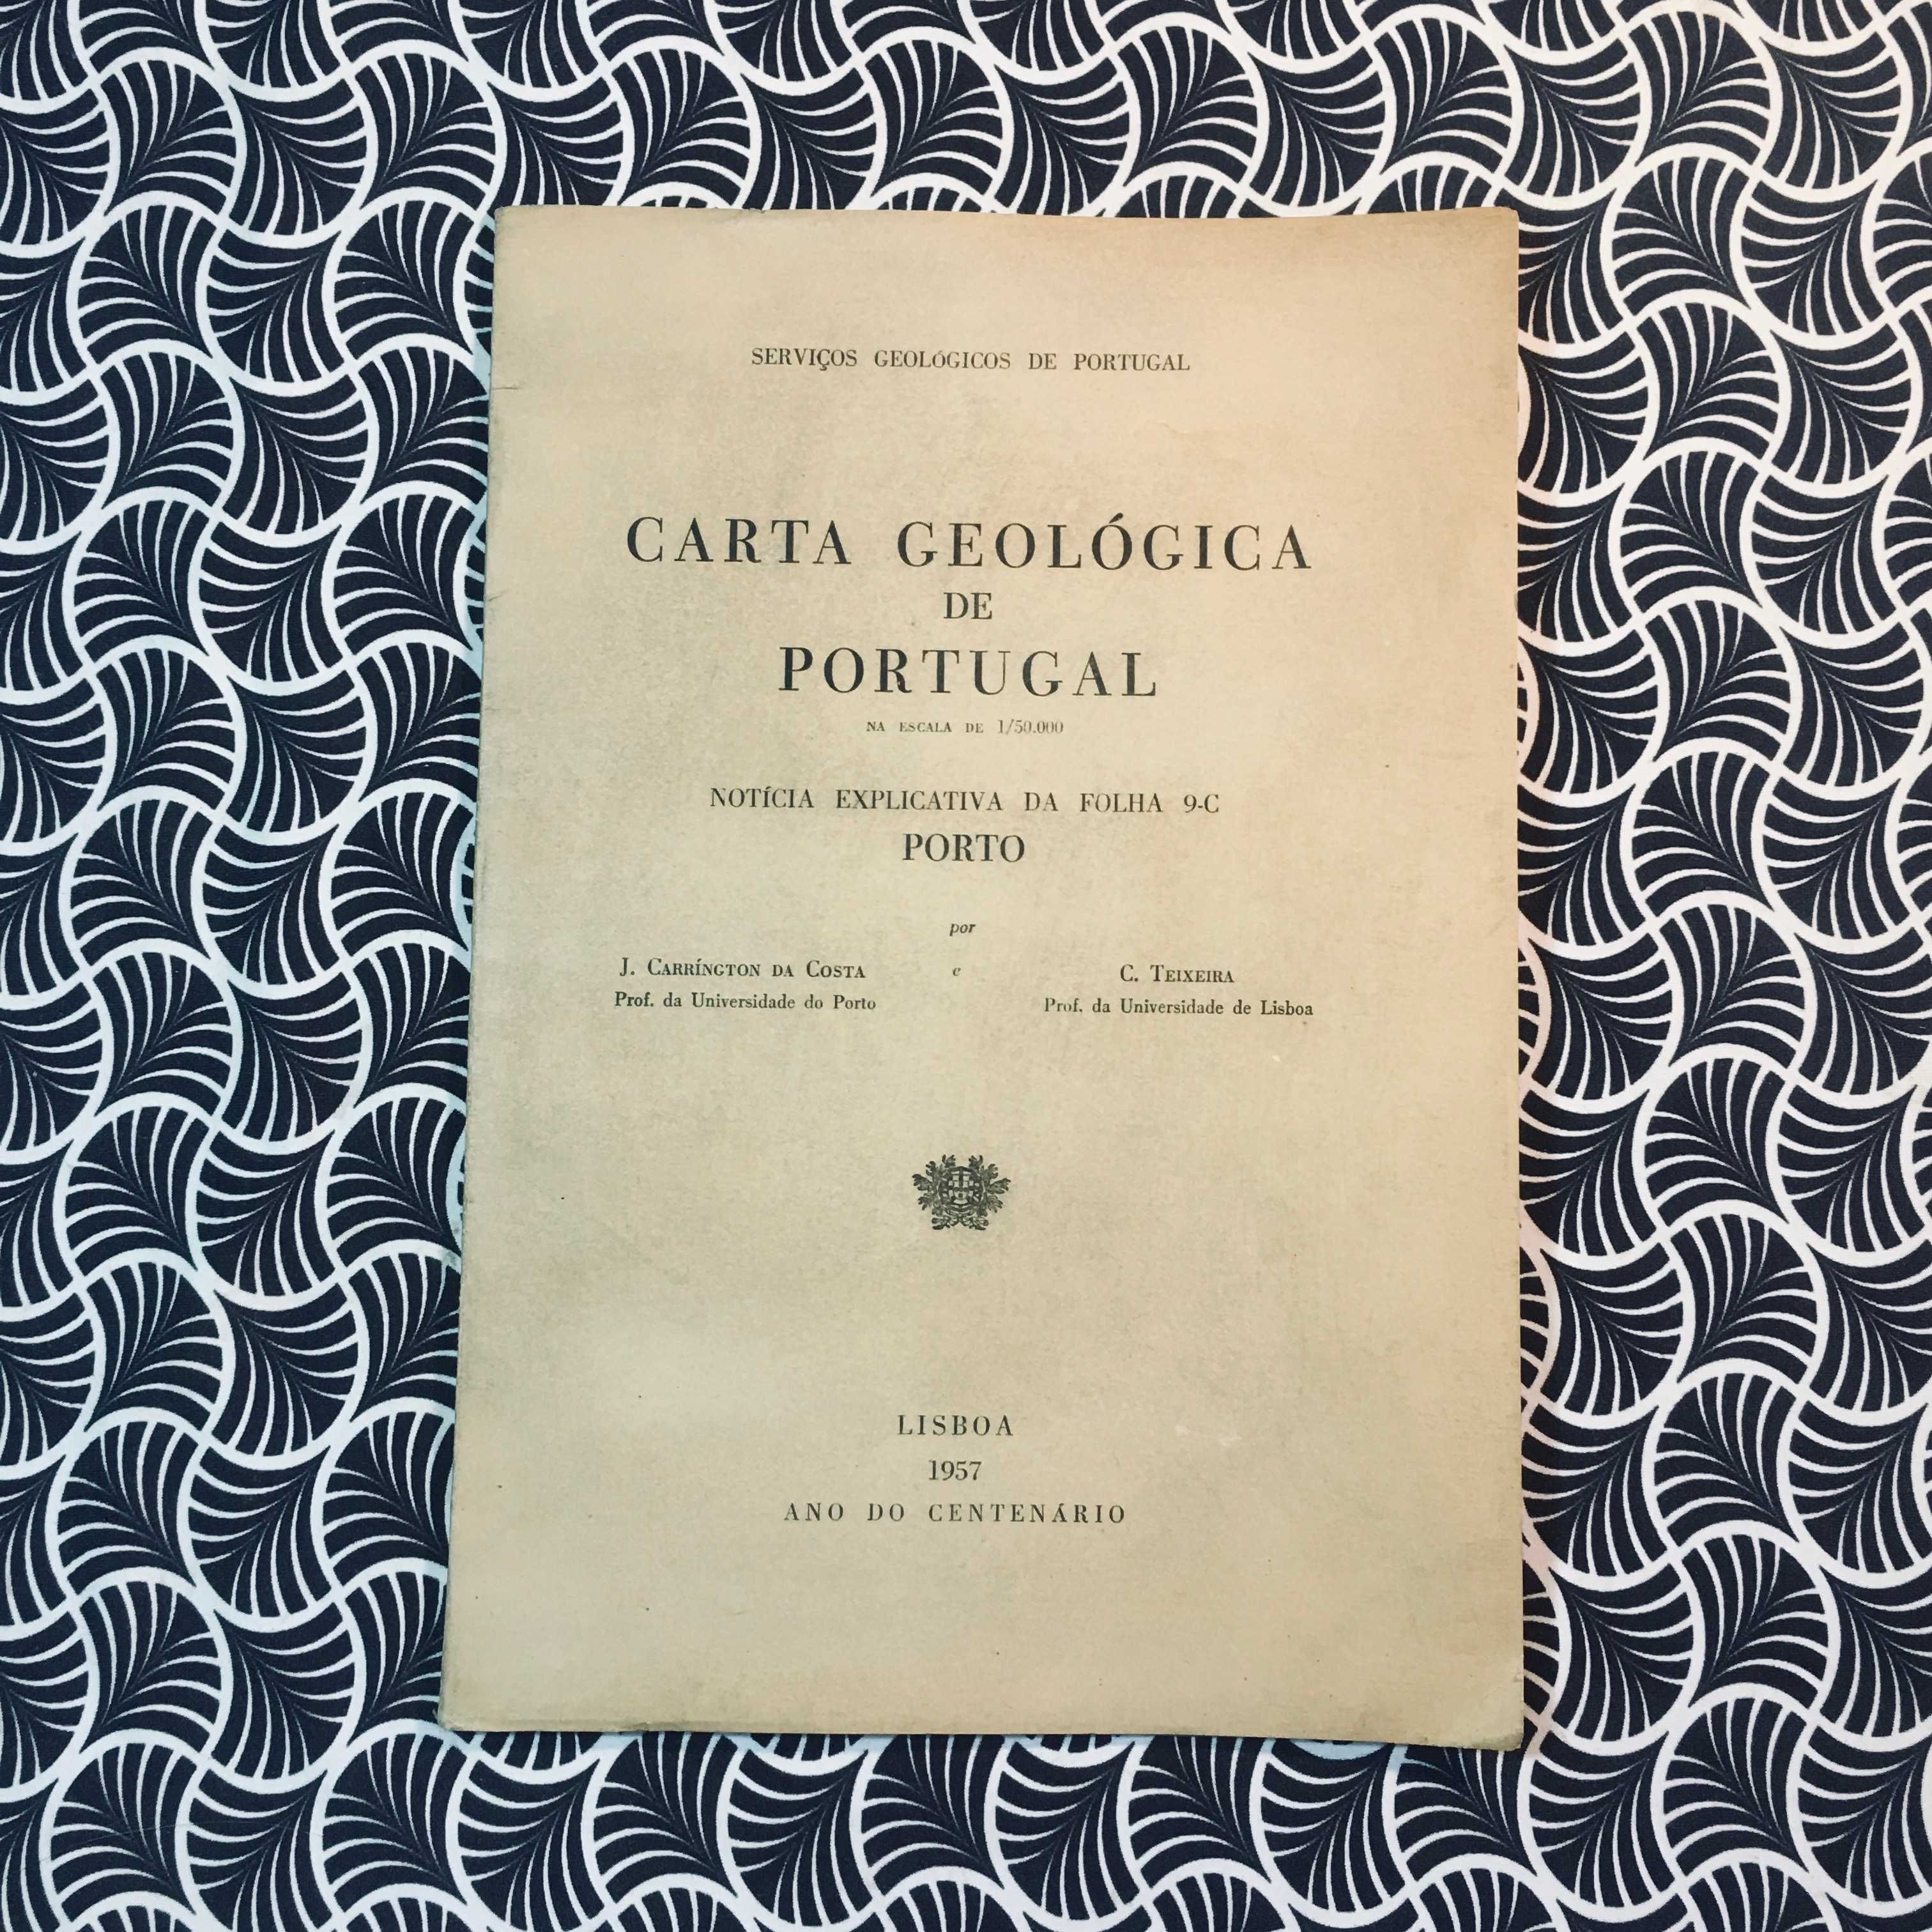 SERVIÇOS GEOLÓGICOS DE PORTUGAL
CARTA GEOLÓGICA
DE
PORTUGAL
NA ESCALA DE 1/50.000
NOTÍCIA EXPLICATIVA DA FOLHA 9-C
PORTO
por
J. CARRÍNGTON DA COSTA e C. TEIXEIRA
Prof. da Universidade do Porto Prof. da Universidade de Lisboa
LISBOA
1957
ANO DO CENTENÁRIO